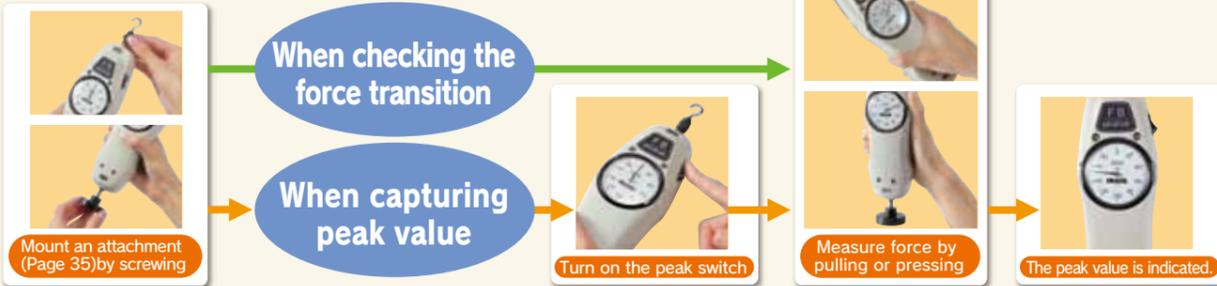 When checking the
force transition
When capturing
peak value
Mount an attachment
(Page 35)by screwing
Turn on the peak switch
Measure force by
pulling or pressing
The peak value is indicated.
FB